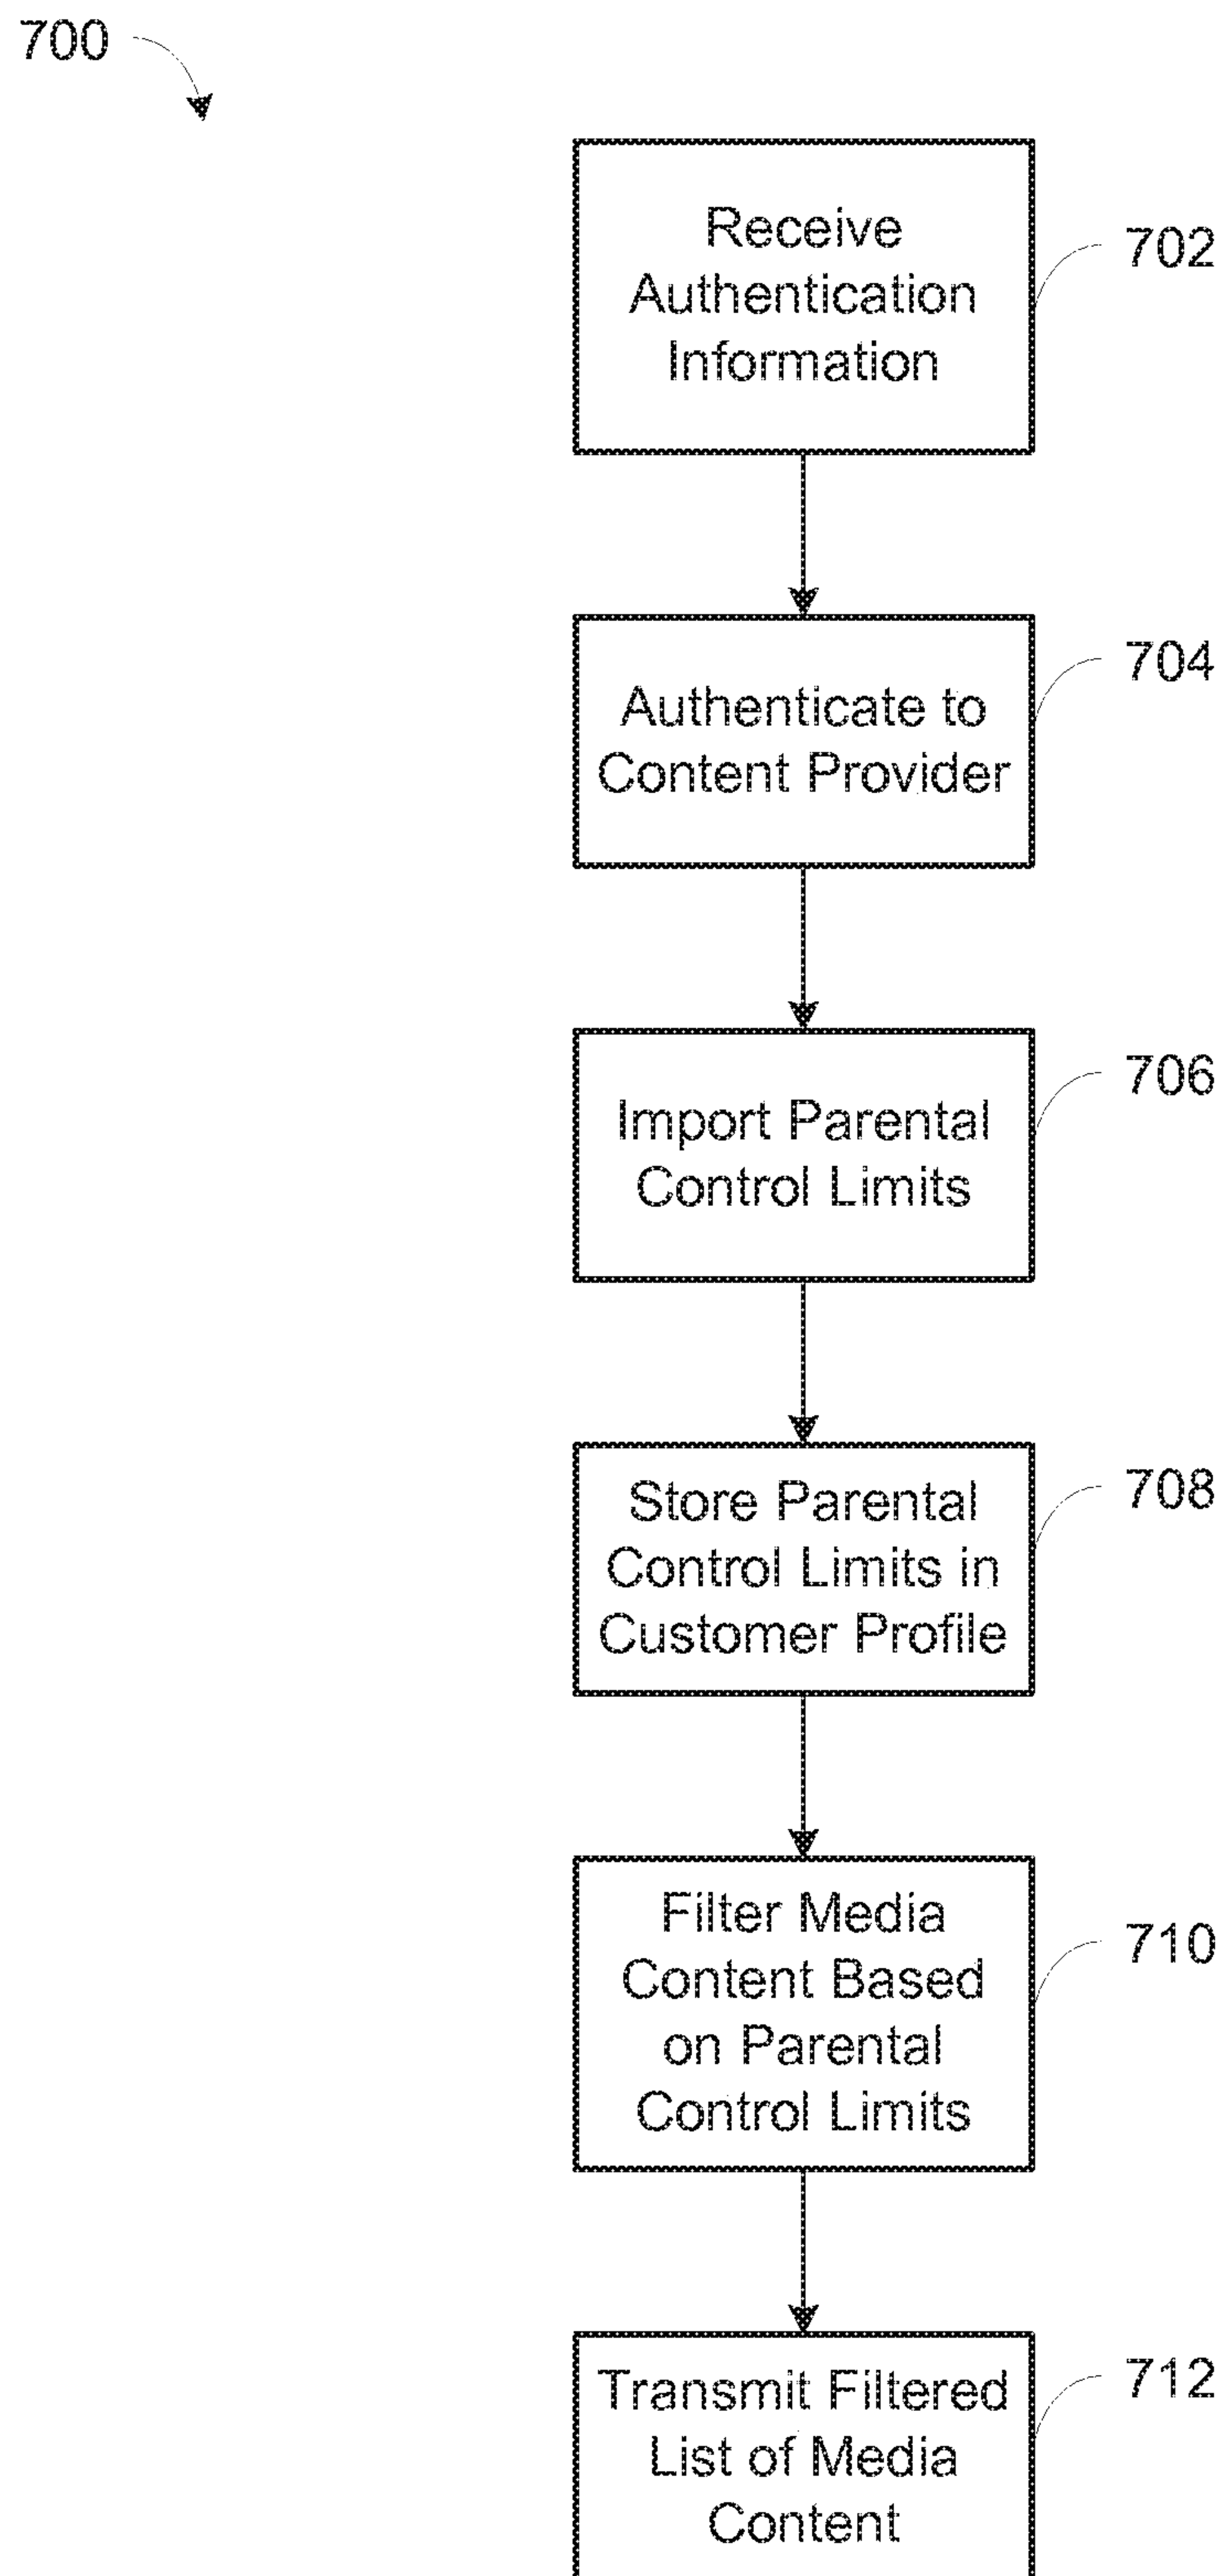 700
Receive
Authentication
Information
702
Authenticate to
Content Provider
704
Import Parental
Control Limits
706
Store Parental
Control Limits in
Customer Profile
708
Filter Media
Content Based
on Parental
Control Limits
710
Transmit Filtered
List of Media
Content
712